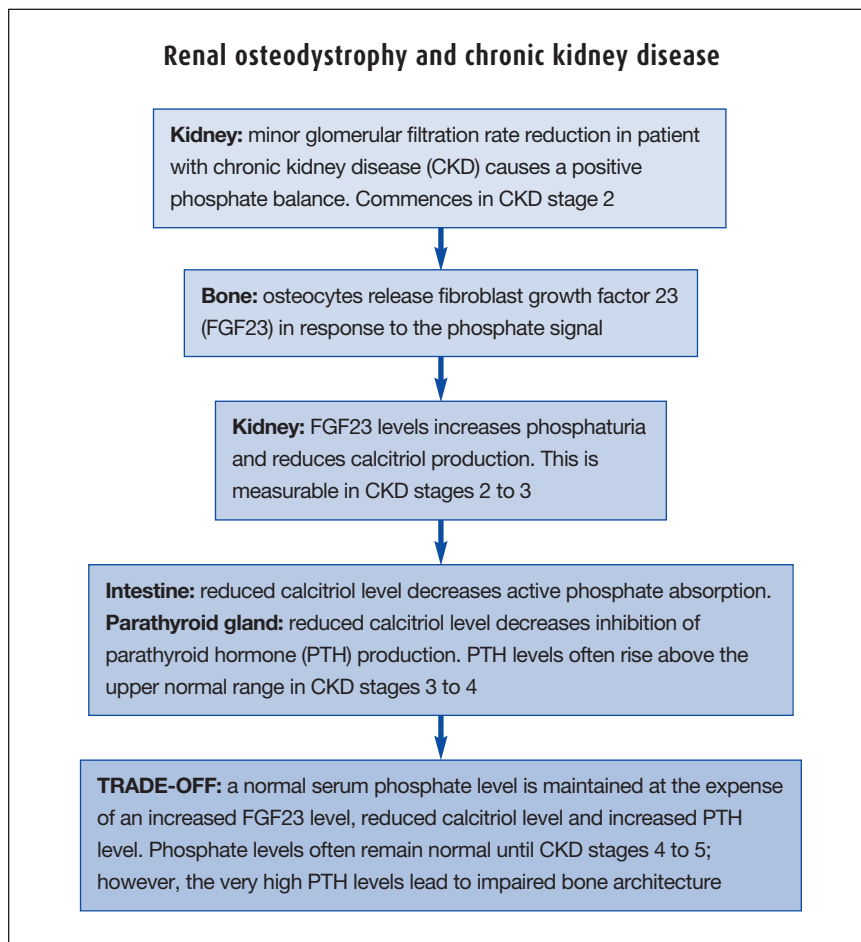 Renal osteodystrophy and chronic kidney disease
Kidney: minor glomerular filtration rate reduction in patient
with chronic kidney disease (CKD) causes a positive
phosphate balance. Commences in CKD stage 2
Bone: osteocytes release fibroblast growth factor 23
(FGF23) in response to the phosphate signal
Kidney: FGF23 levels increases phosphaturia
and reduces calcitriol production. This is
measurable in CKD stages 2 to 3
Intestine: reduced calcitriol level decreases active phosphate absorption.
Parathyroid gland: reduced calcitriol level decreases inhibition of
parathyroid hormone (PTH) production. PTH levels often rise above the
upper normal range in CKD stages 3 to 4
TRADE-OFF: a normal serum phosphate level is maintained at the expense
of an increased FGF23 level, reduced calcitriol level and increased PTH
level. Phosphate levels often remain normal until CKD stages 4 to 5;
however, the very high PTH levels lead to impaired bone architecture